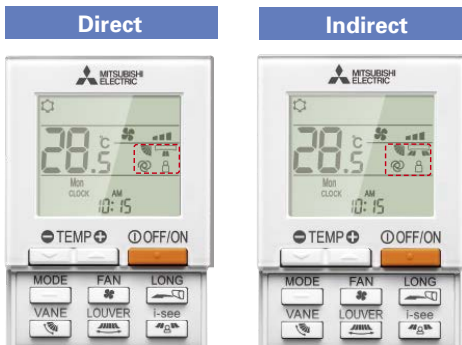 Direct
Indirect
MITSUBISHI
ELECTRIC
28.5 °C
Mon
CLOCK
AM
10:15
TEMP
OFF/ON
MODE
FAN
LONG
VANE
LOUVER
i-see
MITSUBISHI
ELECTRIC
28.5 °C
Mon
CLOCK
AM
10:15
TEMP
OFF/ON
MODE
FAN
LONG
VANE
LOUVER
i-see